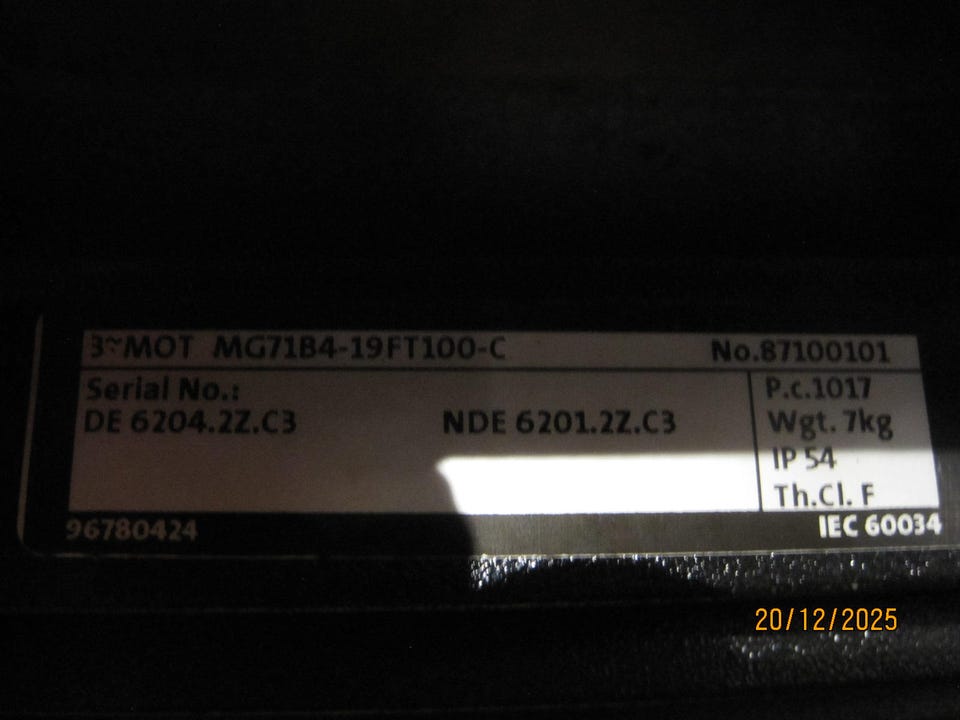 3~MOT MG71B4-19FT100-C No.87100101
Serial No.: P.c.1017
DE 6204.2Z.C3 NDE 6201.2Z.C3 Wgt. 7kg
IP 54
Th.Cl. F
96780424 IEC 60034
20/12/2025